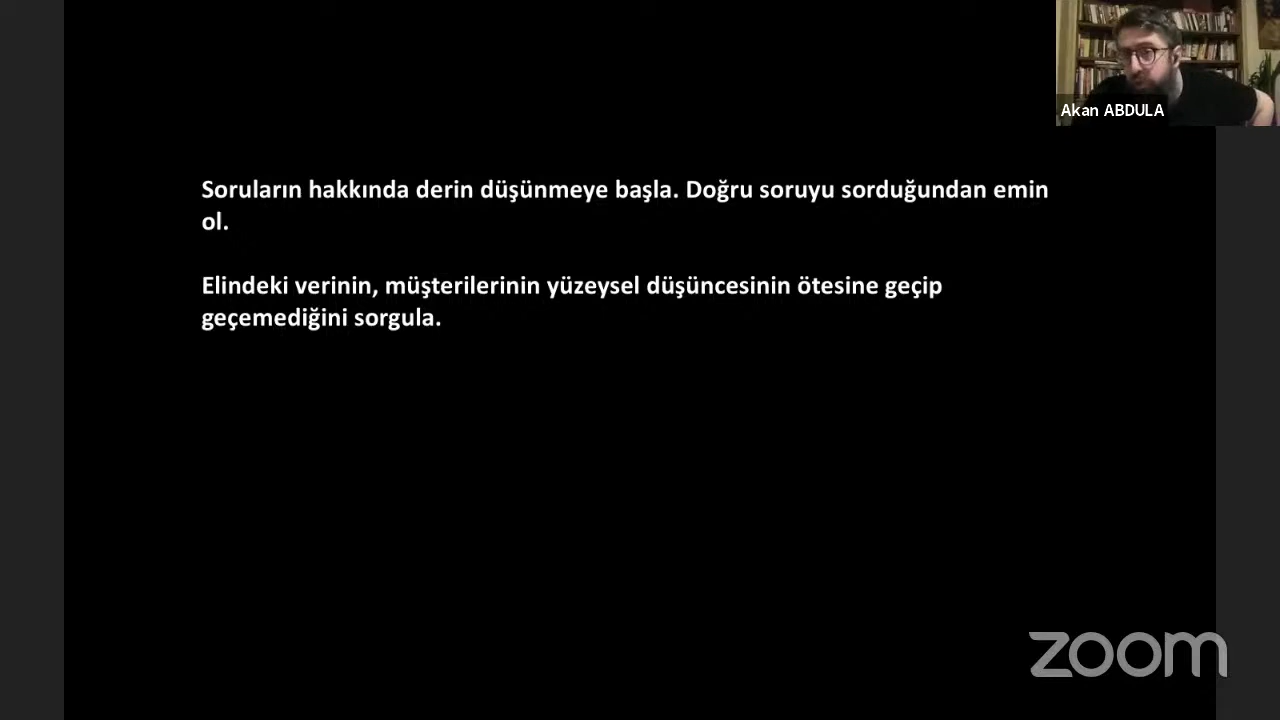 Akan ABDULA
Soruların hakkında derin düşünmeye başla. Doğru soruyu sorduğundan emin
ol.
Elindeki verinin, müşterilerinin yüzeysel düşüncesinin ötesine geçip
geçemediğini sorgula.
zoom